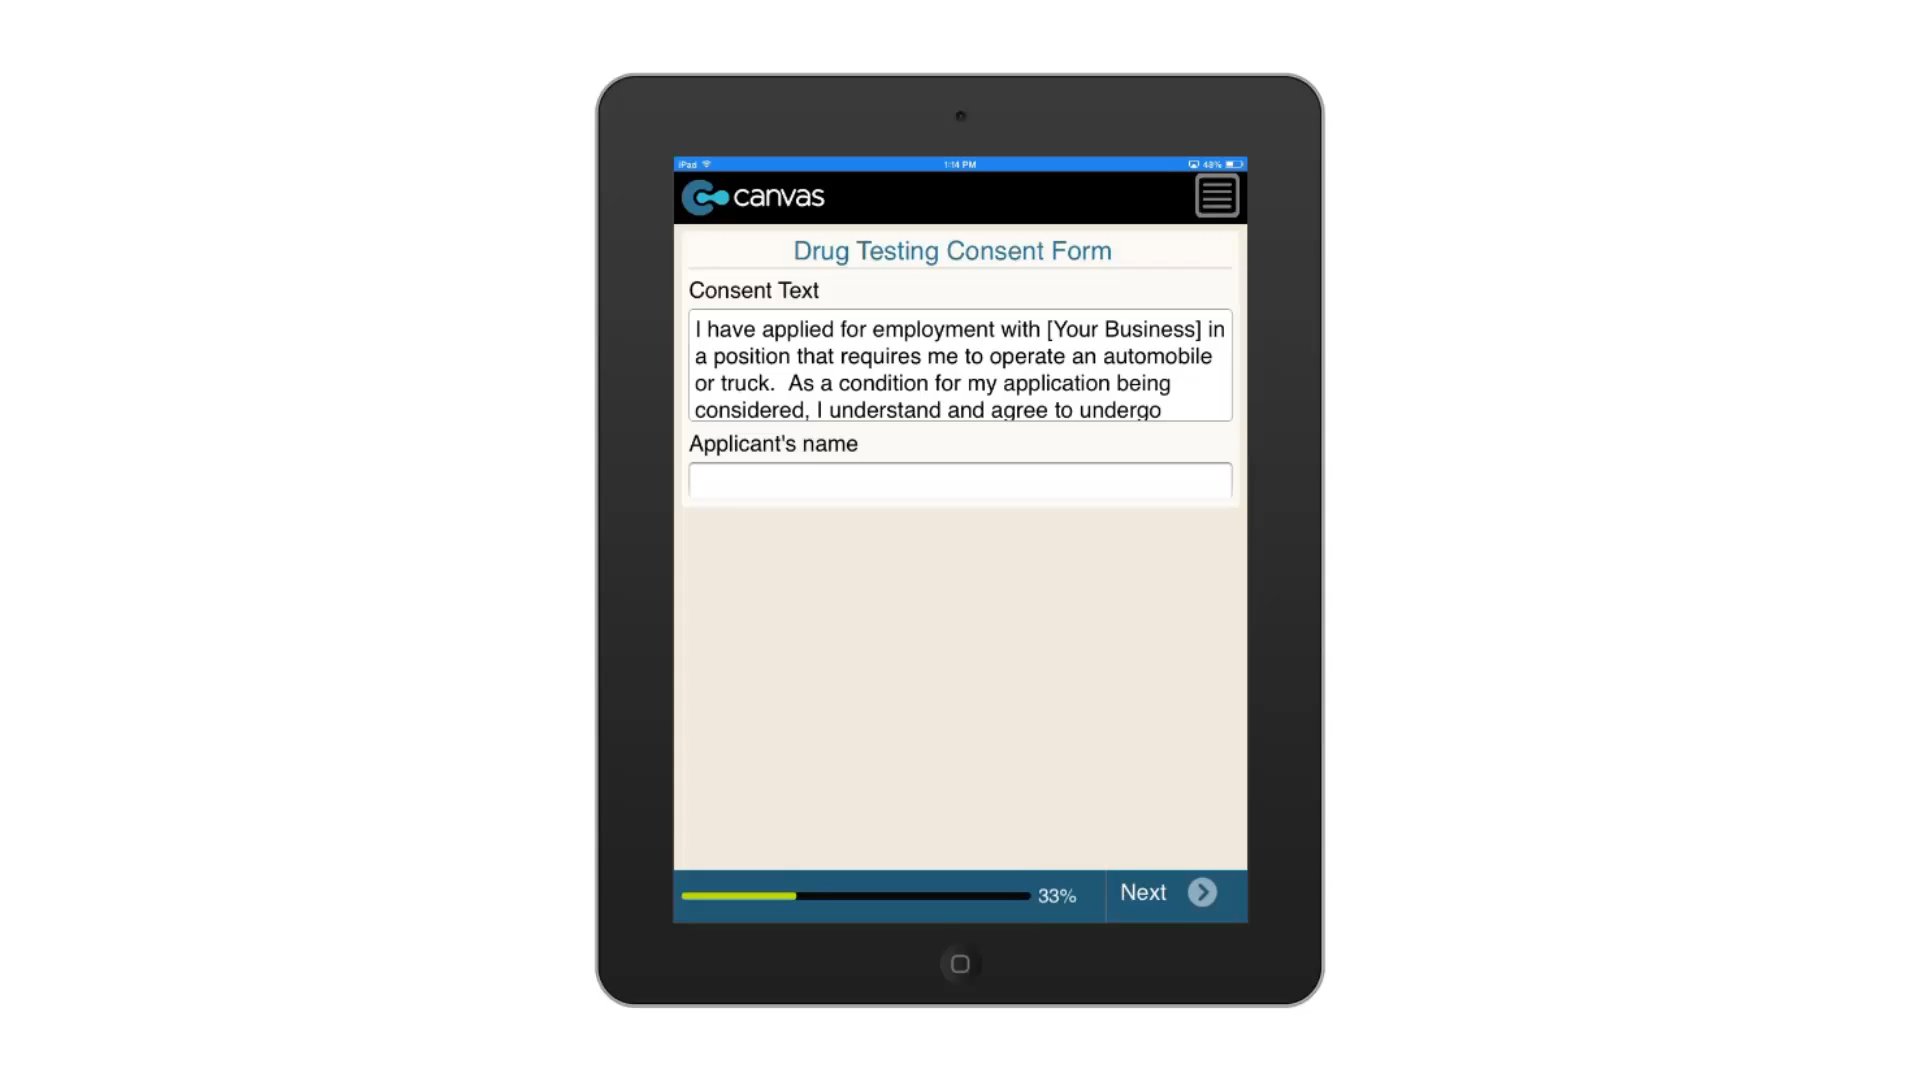 iPad 1:14 PM 48%
canvas
Drug Testing Consent Form
Consent Text
I have applied for employment with [Your Business] in
a position that requires me to operate an automobile
or truck.  As a condition for my application being
considered, I understand and agree to undergo
Applicant's name
33% Next